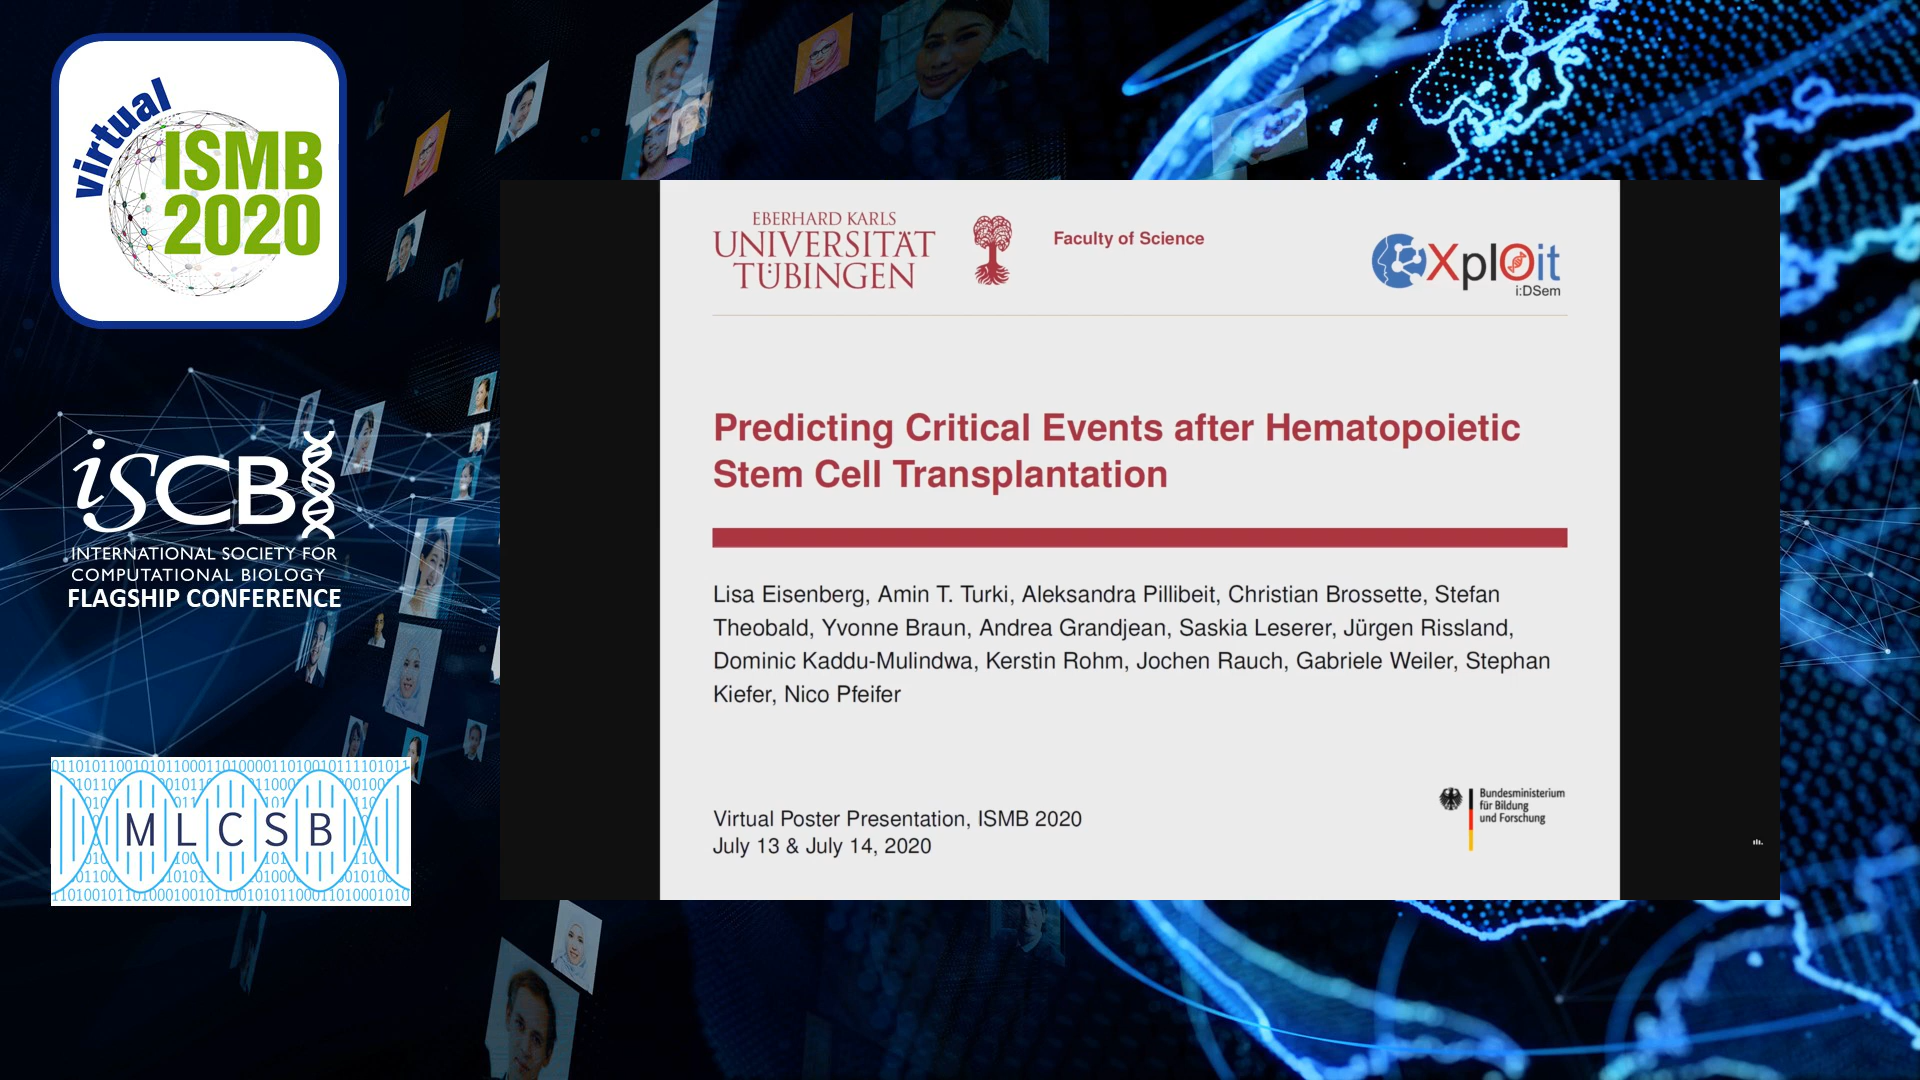 virtual
ISMB
2020
iSCB
INTERNATIONAL SOCIETY FOR
COMPUTATIONAL BIOLOGY
FLAGSHIP CONFERENCE
MLCSB
EBERHARD KARLS
UNIVERSITÄT
TÜBINGEN
Faculty of Science
XplOit
i:DSem
Predicting Critical Events after Hematopoietic
Stem Cell Transplantation
Lisa Eisenberg, Amin T. Turki, Aleksandra Pillibeit, Christian Brossette, Stefan
Theobald, Yvonne Braun, Andrea Grandjean, Saskia Leserer, Jürgen Rissland,
Dominic Kaddu-Mulindwa, Kerstin Rohm, Jochen Rauch, Gabriele Weiler, Stephan
Kiefer, Nico Pfeifer
Virtual Poster Presentation, ISMB 2020
July 13 & July 14, 2020
Bundesministerium
für Bildung
und Forschung